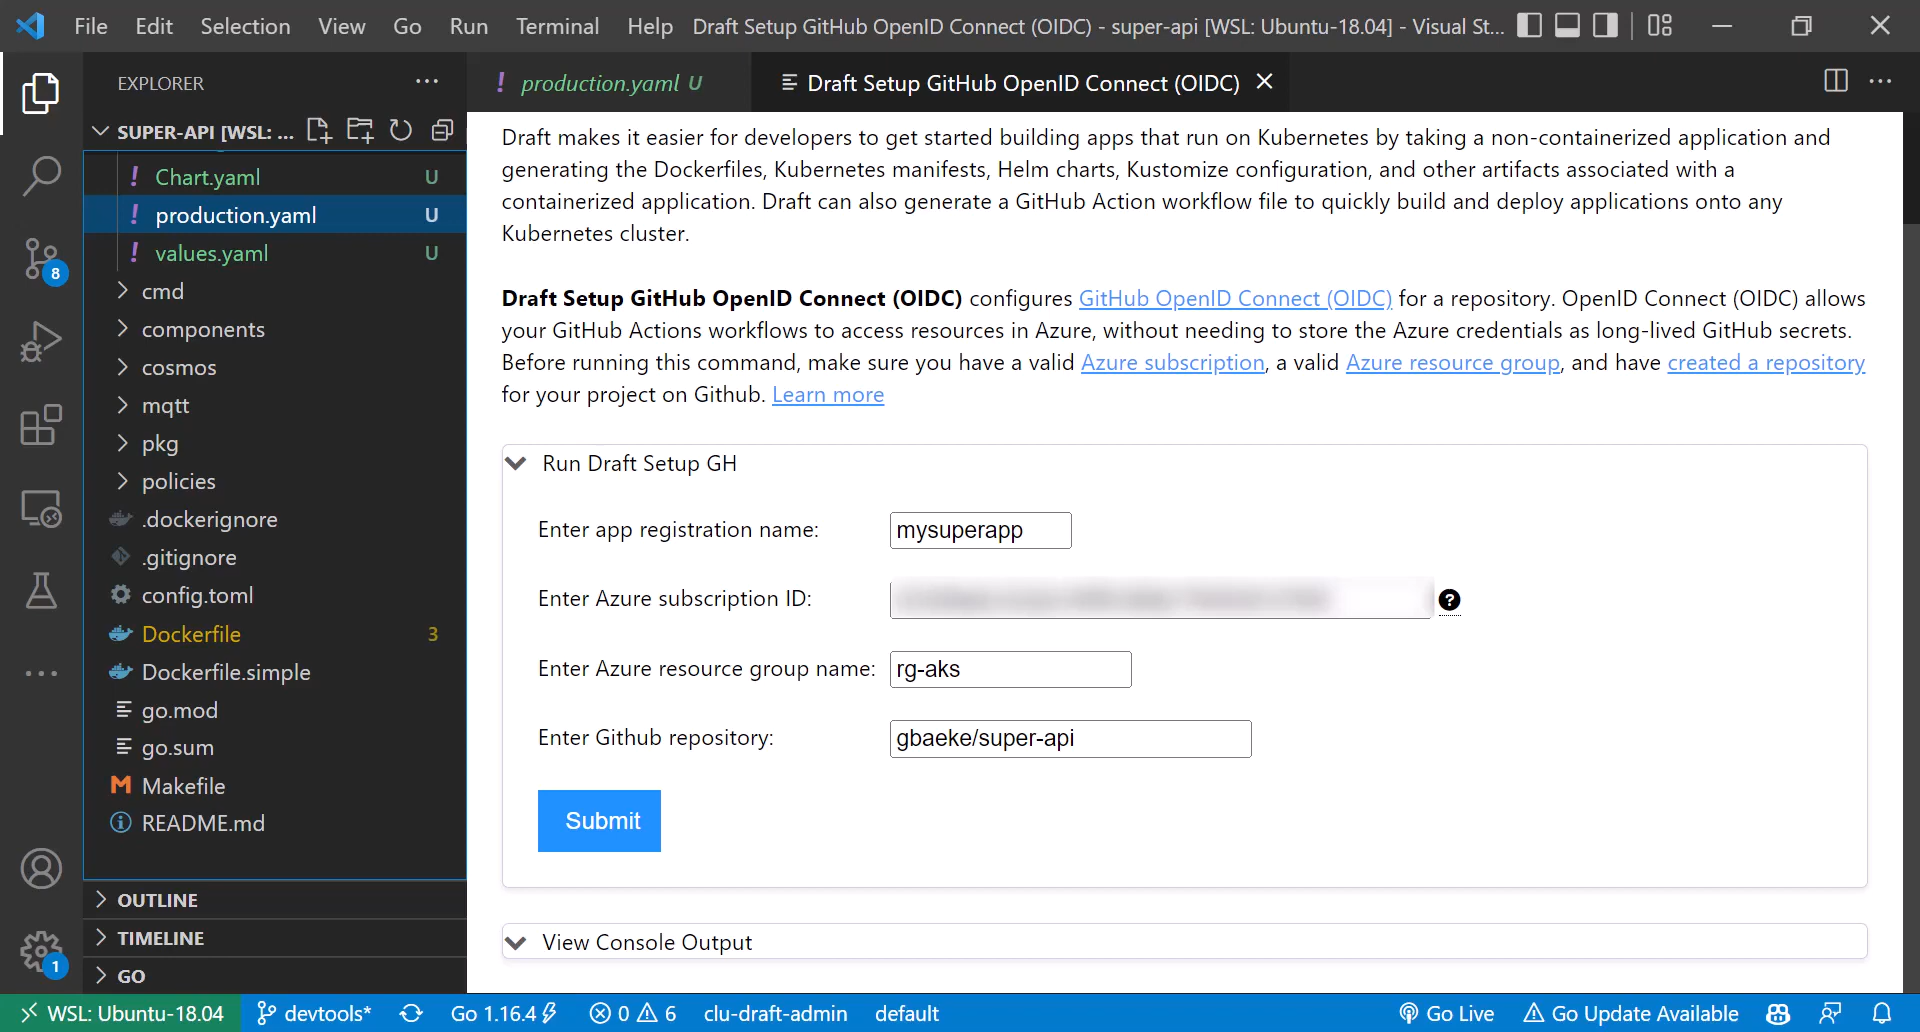 File Edit Selection View Go Run Terminal Help Draft Setup GitHub OpenID Connect (OIDC) - super-api [WSL: Ubuntu-18.04] - Visual St...
EXPLORER
SUPER-API [WSL: ...
! Chart.yaml U
! production.yaml U
! values.yaml U
cmd
components
cosmos
mqtt
pkg
policies
.dockerignore
.gitignore
config.toml
Dockerfile 3
Dockerfile.simple
go.mod
go.sum
Makefile
README.md
OUTLINE
TIMELINE
GO
8
1
! production.yaml U
Draft Setup GitHub OpenID Connect (OIDC)
Draft makes it easier for developers to get started building apps that run on Kubernetes by taking a non-containerized application and
generating the Dockerfiles, Kubernetes manifests, Helm charts, Kustomize configuration, and other artifacts associated with a
containerized application. Draft can also generate a GitHub Action workflow file to quickly build and deploy applications onto any
Kubernetes cluster.
Draft Setup GitHub OpenID Connect (OIDC) configures GitHub OpenID Connect (OIDC) for a repository. OpenID Connect (OIDC) allows
your GitHub Actions workflows to access resources in Azure, without needing to store the Azure credentials as long-lived GitHub secrets.
Before running this command, make sure you have a valid Azure subscription, a valid Azure resource group, and have created a repository
for your project on Github. Learn more
Run Draft Setup GH
Enter app registration name: mysuperapp
Enter Azure subscription ID: ?
Enter Azure resource group name: rg-aks
Enter Github repository: gbaeke/super-api
Submit
View Console Output
WSL: Ubuntu-18.04 devtools* Go 1.16.4 0 6 clu-draft-admin default Go Live Go Update Available